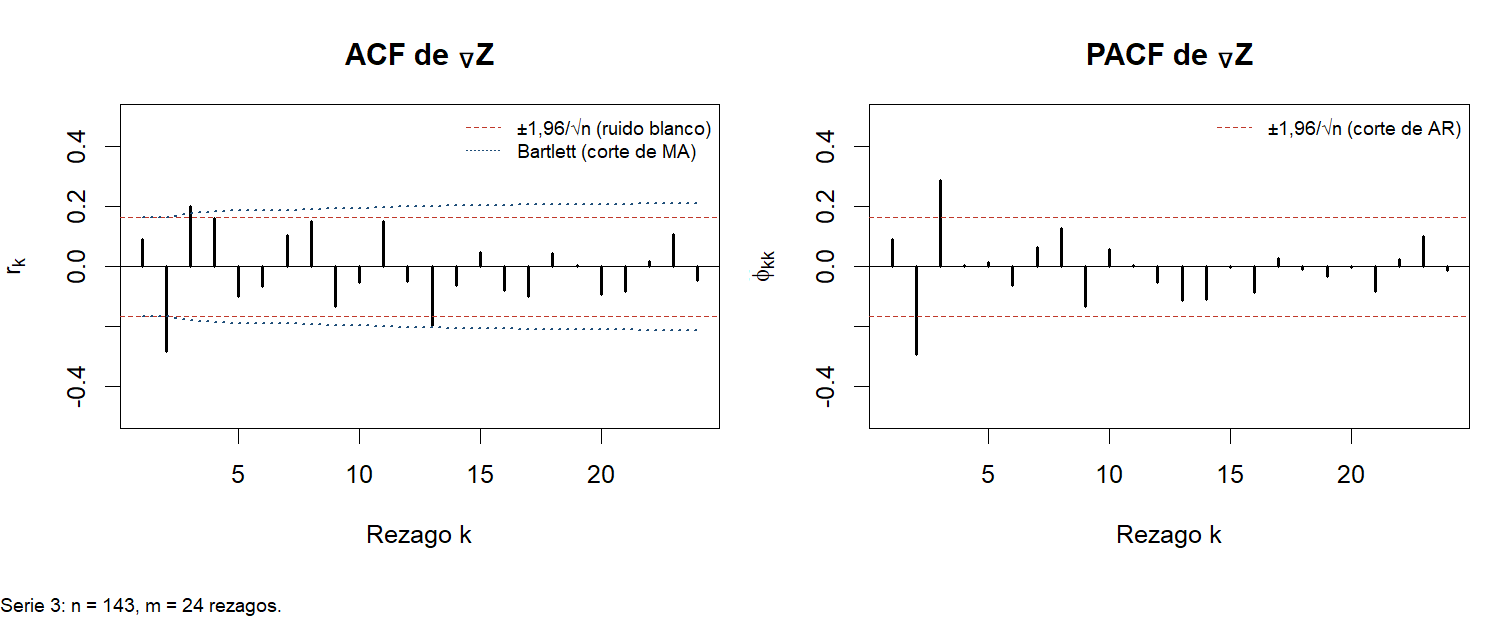 ACF de ∇Z
±1,96/√n (ruido blanco)
Bartlett (corte de MA)
0.4
0.2
0.0
-0.4
rk
5
10
15
20
Rezago k
PACF de ∇Z
±1,96/√n (corte de AR)
0.4
0.2
0.0
-0.4
ϕkk
5
10
15
20
Rezago k
Serie 3: n = 143, m = 24 rezagos.